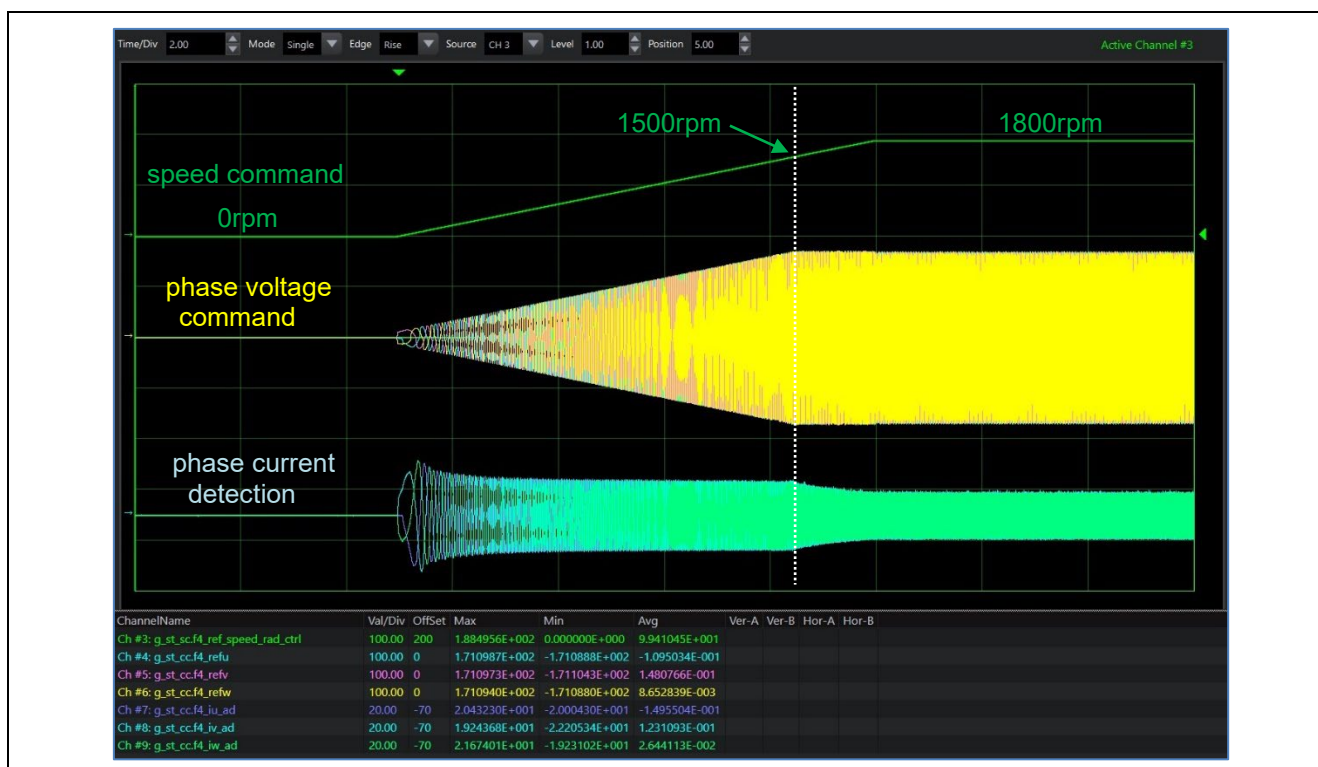 Time/Div 2.00 Mode Single Edge Rise Source CH 3 Level 1.00 Position 5.00 Active Channel #3
1500rpm 1800rpm
speed command
0rpm
phase voltage
command
phase current
detection
ChannelName Val/Div OffSet Max Min Avg Ver-A Ver-B Hor-A Hor-B
Ch #3: g_st_sc.f4_ref_speed_rad_ctrl 100.00 200 1.884956E+002 0.000000E+000 9.941045E+001
Ch #4: g_st_cc.f4_refu 100.00 0 1.710987E+002 -1.710888E+002 -1.095034E-001
Ch #5: g_st_cc.f4_refv 100.00 0 1.710973E+002 -1.711043E+002 1.480766E-001
Ch #6: g_st_cc.f4_refw 100.00 0 1.710940E+002 -1.710880E+002 8.652839E-003
Ch #7: g_st_cc.f4_iu_ad 20.00 -70 2.043230E+001 -2.000430E+001 -1.495504E-001
Ch #8: g_st_cc.f4_iv_ad 20.00 -70 1.924368E+001 -2.220534E+001 1.231093E-001
Ch #9: g_st_cc.f4_iw_ad 20.00 -70 2.167401E+001 -1.923102E+001 2.644113E-002